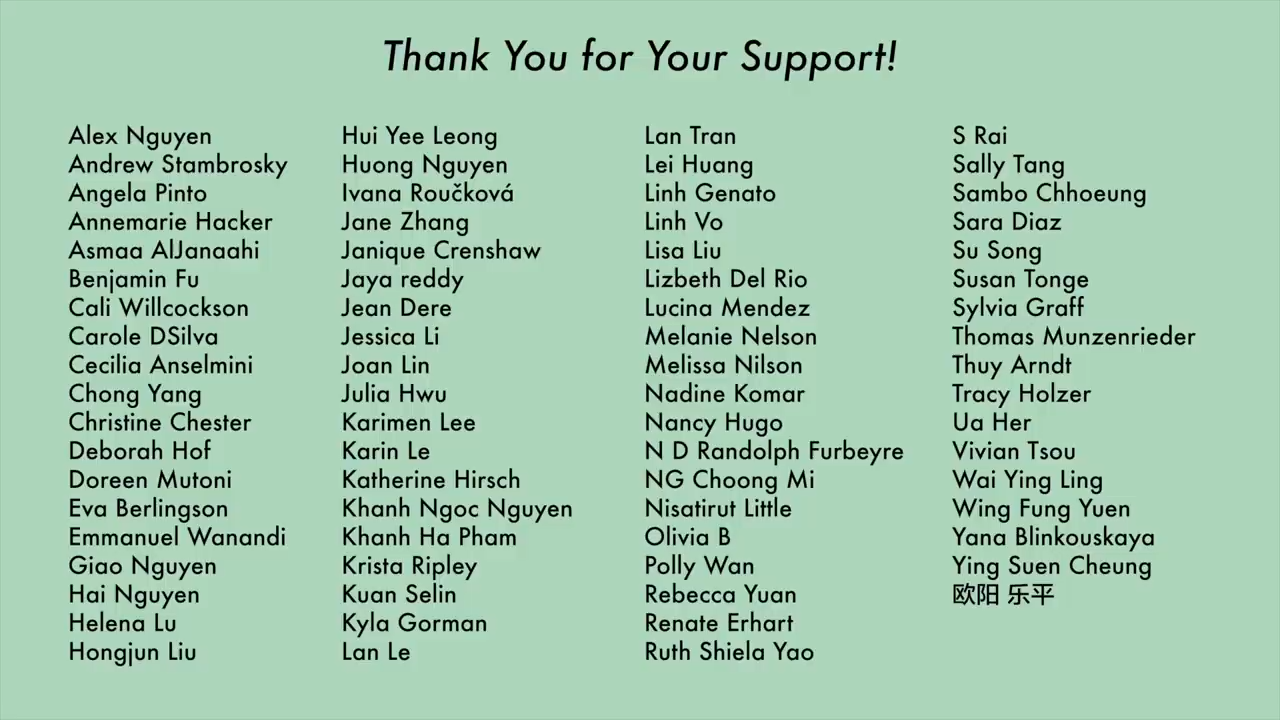 Thank You for Your Support!
Alex Nguyen
Andrew Stambrosky
Angela Pinto
Annemarie Hacker
Asmaa AlJanaahi
Benjamin Fu
Cali Willcockson
Carole DSilva
Cecilia Anselmini
Chong Yang
Christine Chester
Deborah Hof
Doreen Mutoni
Eva Berlingson
Emmanuel Wanandi
Giao Nguyen
Hai Nguyen
Helena Lu
Hongjun Liu
Hui Yee Leong
Huong Nguyen
Ivana Roučková
Jane Zhang
Janique Crenshaw
Jaya reddy
Jean Dere
Jessica Li
Joan Lin
Julia Hwu
Karimen Lee
Karin Le
Katherine Hirsch
Khanh Ngoc Nguyen
Khanh Ha Pham
Krista Ripley
Kuan Selin
Kyla Gorman
Lan Le
Lan Tran
Lei Huang
Linh Genato
Linh Vo
Lisa Liu
Lizbeth Del Rio
Lucina Mendez
Melanie Nelson
Melissa Nilson
Nadine Komar
Nancy Hugo
N D Randolph Furbeyre
NG Choong Mi
Nisatirut Little
Olivia B
Polly Wan
Rebecca Yuan
Renate Erhart
Ruth Shiela Yao
S Rai
Sally Tang
Sambo Chhoeung
Sara Diaz
Su Song
Susan Tonge
Sylvia Graff
Thomas Munzenrieder
Thuy Arndt
Tracy Holzer
Ua Her
Vivian Tsou
Wai Ying Ling
Wing Fung Yuen
Yana Blinkouskaya
Ying Suen Cheung
欧阳 乐平